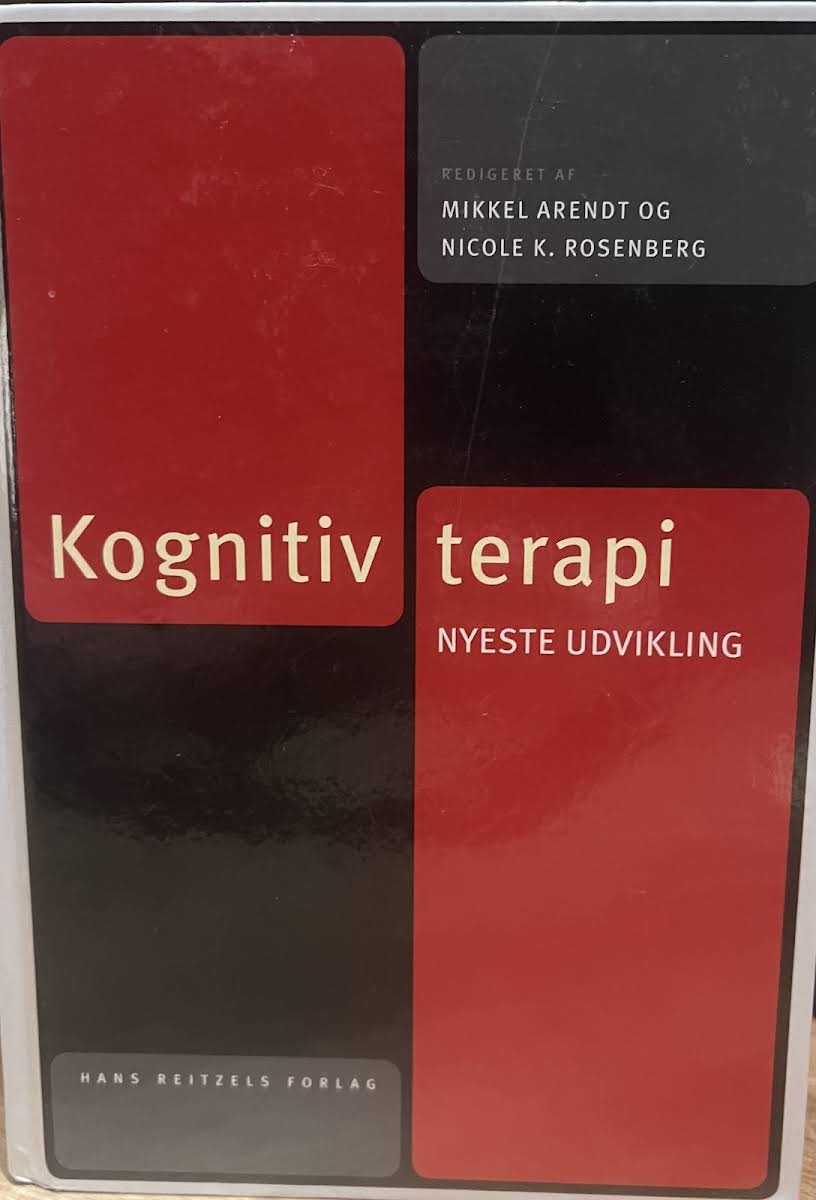 REDIGERET AF
MIKKEL ARENDT OG
NICOLE K. ROSENBERG
Kognitiv terapi
NYESTE UDVIKLING
HANS REITZELS FORLAG